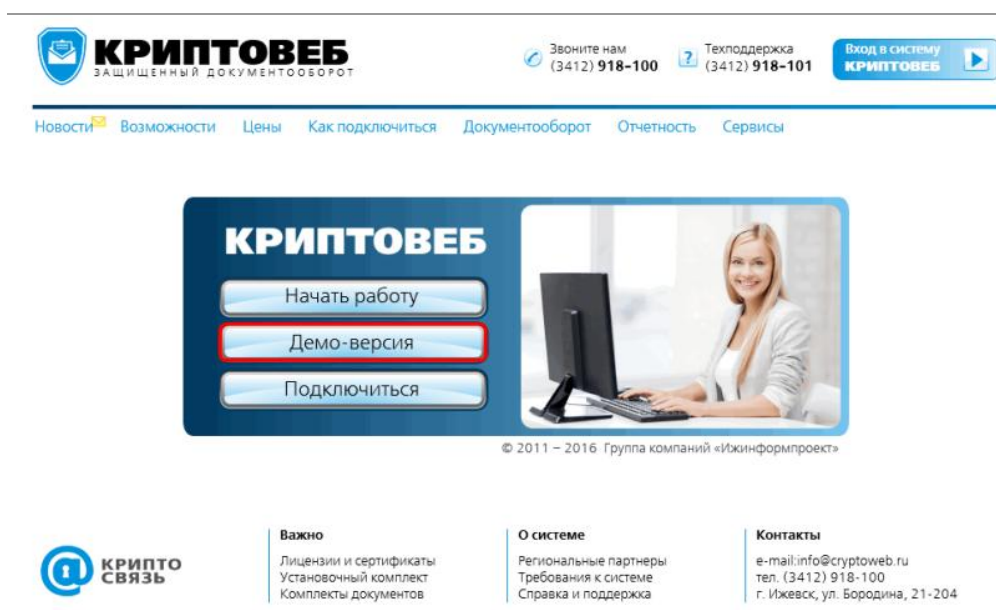 КРИПТОВЕБ
ЗАЩИЩЕННЫЙ ДОКУМЕНТООБОРОТ
Звоните нам
(3412) 918-100
?
Техподдержка
(3412) 918-101
Вход в систему
КРИПТОВЕБ
Новости Возможности Цены Как подключиться Документооборот Отчетность Сервисы
КРИПТОВЕБ
Начать работу
Демо-версия
Подключиться
© 2011 – 2016 Группа компаний «Ижинформпроект»
@ КРИПТО
СВЯЗЬ
Важно
Лицензии и сертификаты
Установочный комплект
Комплекты документов
О системе
Региональные партнеры
Требования к системе
Справка и поддержка
Контакты
e-mail:info@cryptoweb.ru
тел. (3412) 918-100
г. Ижевск, ул. Бородина, 21-204